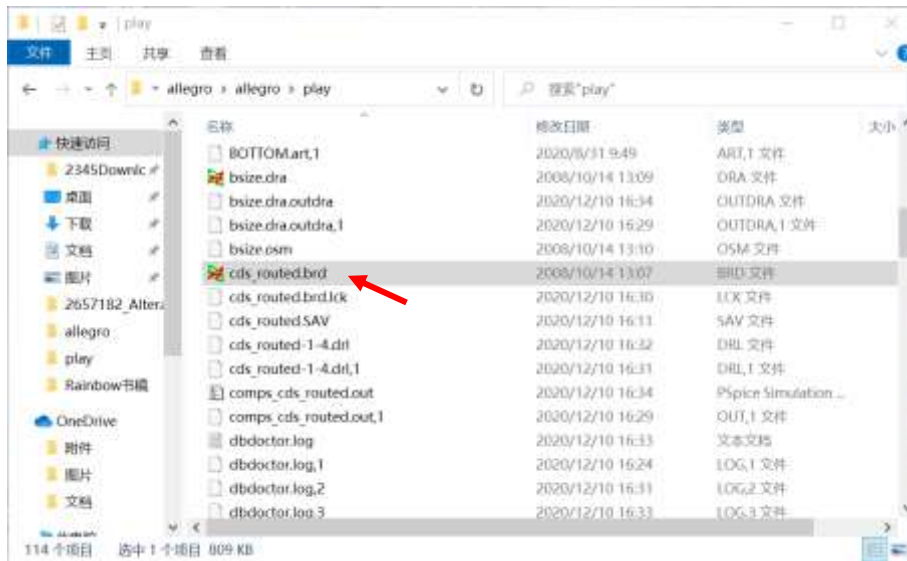 play
文件 主页 共享 查看
allegro › allegro › play 搜索"play"
名称 修改日期 类型 大小
快速访问
2345Downlc
桌面
下载
文档
图片
2657182_Altera
allegro
play
Rainbow书稿
OneDrive
附件
图片
文档
BOTTOM.art,1 2020/8/31 9:49 ART,1 文件
bsize.dra 2008/10/14 13:09 DRA 文件
bsize.dra.outdra 2020/12/10 16:34 OUTDRA 文件
bsize.dra.outdra,1 2020/12/10 16:29 OUTDRA,1 文件
bsize.osm 2008/10/14 13:10 OSM 文件
cds_routed.brd 2008/10/14 13:07 BRD 文件
cds_routed.brd.lck 2020/12/10 16:30 LCK 文件
cds_routed.SAV 2020/12/10 16:11 SAV 文件
cds_routed-1-4.drl 2020/12/10 16:32 DRL 文件
cds_routed-1-4.drl,1 2020/12/10 16:31 DRL,1 文件
comps_cds_routed.out 2020/12/10 16:34 PSpice Simulation ...
comps_cds_routed.out,1 2020/12/10 16:29 OUT,1 文件
dbdoctor.log 2020/12/10 16:33 文本文档
dbdoctor.log,1 2020/12/10 16:24 LOG,1 文件
dbdoctor.log,2 2020/12/10 16:31 LOG,2 文件
dbdoctor.log,3 2020/12/10 16:33 LOG,3 文件
114 个项目 选中 1 个项目 809 KB